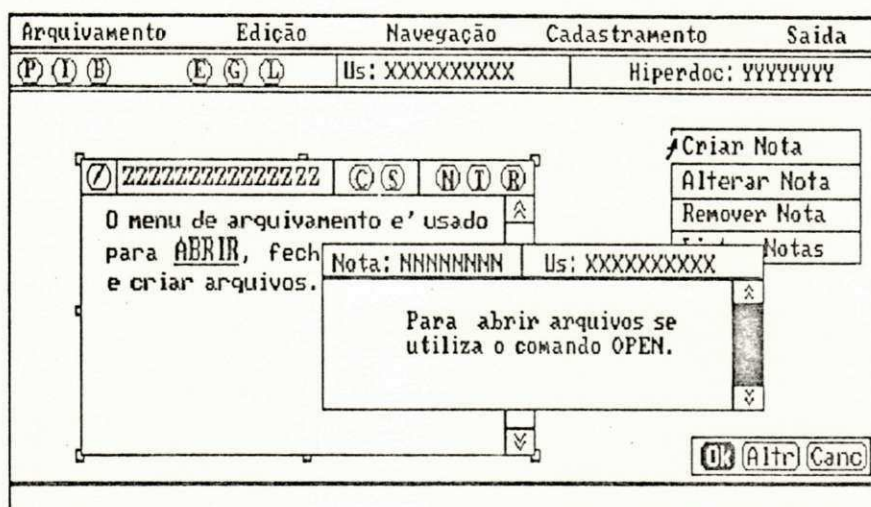 Arquivamento Edição Navegação Cadastramento Saida
P I B E G L Us: XXXXXXXXXX Hiperdoc: YYYYYYYY
Criar Nota
Z ZZZZZZZZZZZZZZZ C S N T R
Alterar Nota
O menu de arquivamento e' usado
Remover Nota
para ABRIR, fech
Notas
Nota: NNNNNNNN Us: XXXXXXXXXX
e criar arquivos.
Para abrir arquivos se
utiliza o comando OPEN.
OK Altr Canc